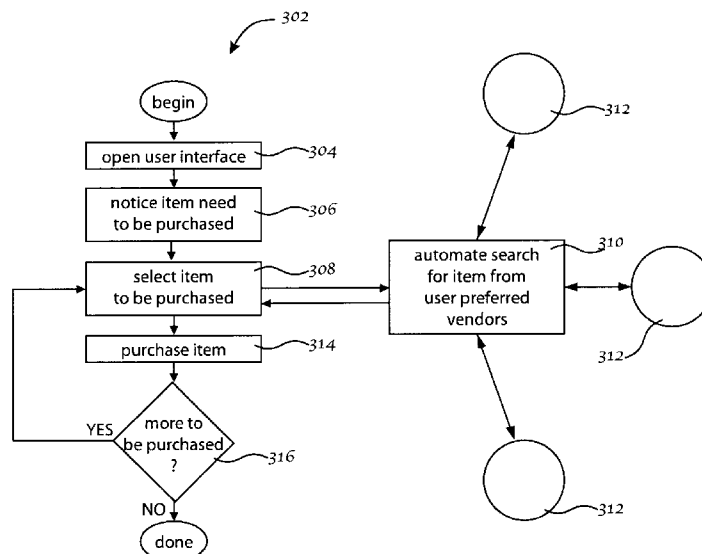 302
begin
312
open user interface
304
notice item need
to be purchased
306
automate search
for item from
user preferred
vendors
310
select item
to be purchased
308
312
purchase item
314
YES
more to
be purchased
?
316
NO
312
done